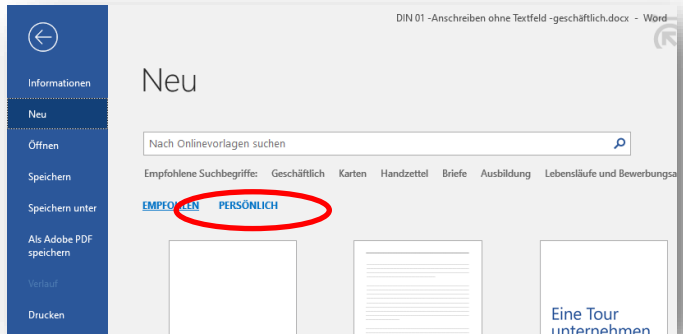 DIN 01 -Anschreiben ohne Textfeld -geschäftlich.docx - Word
Informationen
Neu
Öffnen
Speichern
Speichern unter
Als Adobe PDF
speichern
Verlauf
Drucken
Neu
Nach Onlinevorlagen suchen
Empfohlene Suchbegriffe: Geschäftlich Karten Handzettel Briefe Ausbildung Lebensläufe und Bewerbungsa
EMPFOHLEN PERSÖNLICH
Eine Tour
unternehmen